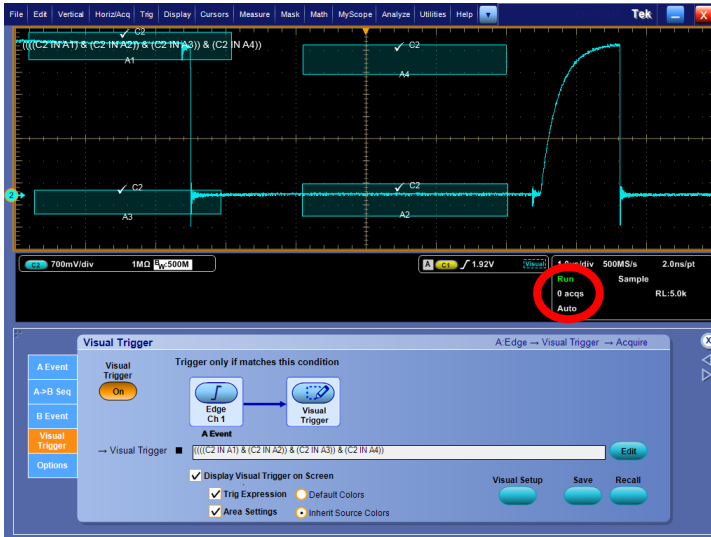 File Edit Vertical Horiz/Acq Trig Display Cursors Measure Mask Math MyScope Analyze Utilities Help Tek X
C2
((((C2 IN A1) & (C2 IN A2)) & (C2 IN A3)) & (C2 IN A4))
A1
C2
A4
2
C2
A3
C2
A2
C2 700mV/div 1MΩ BW:500M
A C1 1.92V Visual 1.0µs/div 500MS/s 2.0ns/pt
Run Sample
0 acqs RL:5.0k
Auto
Visual Trigger A:Edge → Visual Trigger → Acquire X
A Event
A->B Seq
B Event
Visual Trigger
Options
Visual Trigger
On
Trigger only if matches this condition
Edge
Ch 1
Visual
Trigger
A Event
→ Visual Trigger ((((C2 IN A1) & (C2 IN A2)) & (C2 IN A3)) & (C2 IN A4)) Edit
Display Visual Trigger on Screen
Trig Expression Default Colors
Area Settings Inherit Source Colors
Visual Setup Save Recall